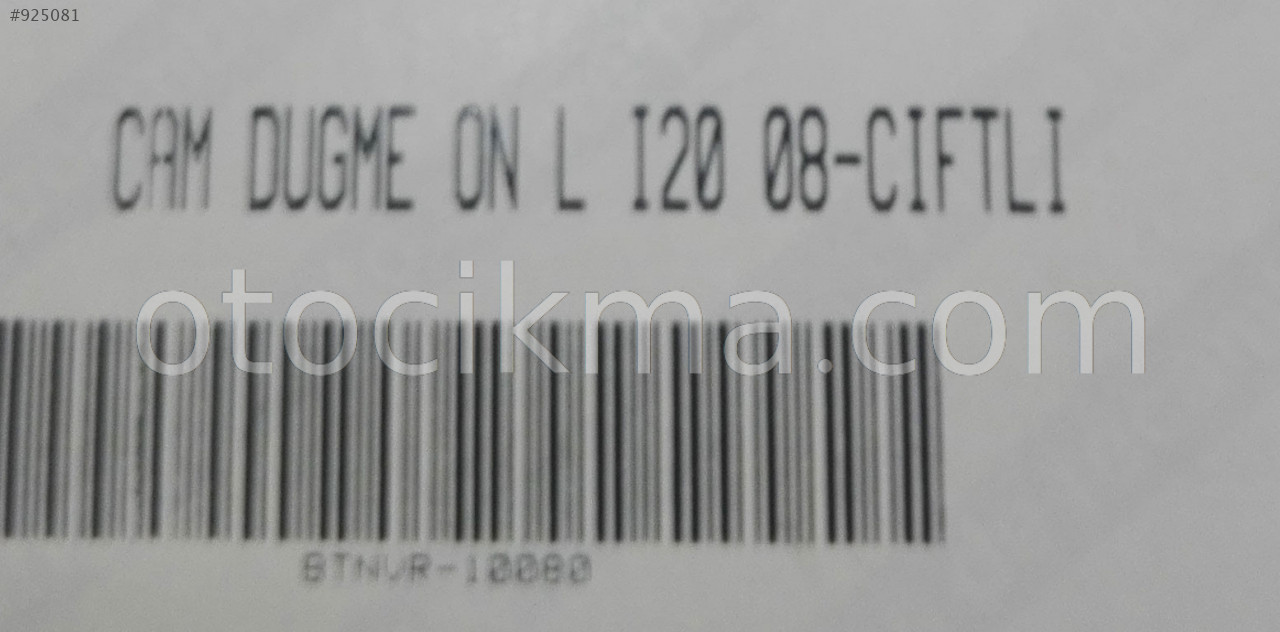 #925081
CAM DUGME ON L I20 08-CIFTLI
otocikma.com
BTNVR-10080